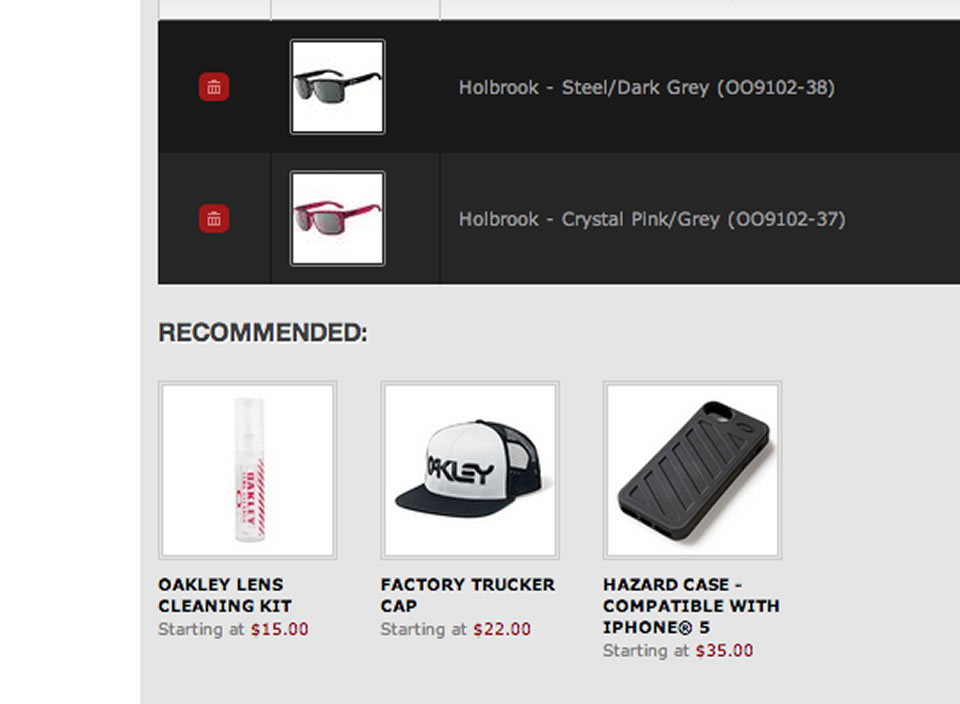 Holbrook - Steel/Dark Grey (OO9102-38)
Holbrook - Crystal Pink/Grey (OO9102-37)
RECOMMENDED:
OAKLEY
OAKLEY
OAKLEY LENS
CLEANING KIT
Starting at $15.00
FACTORY TRUCKER
CAP
Starting at $22.00
HAZARD CASE -
COMPATIBLE WITH
IPHONE® 5
Starting at $35.00